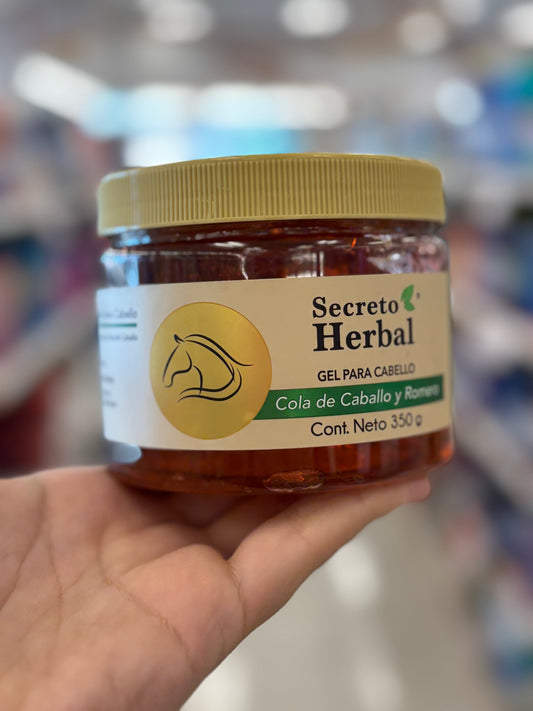 Secreto
Herbal
GEL PARA CABELLO
Cola de Caballo y Romero
Cont. Neto 350 g